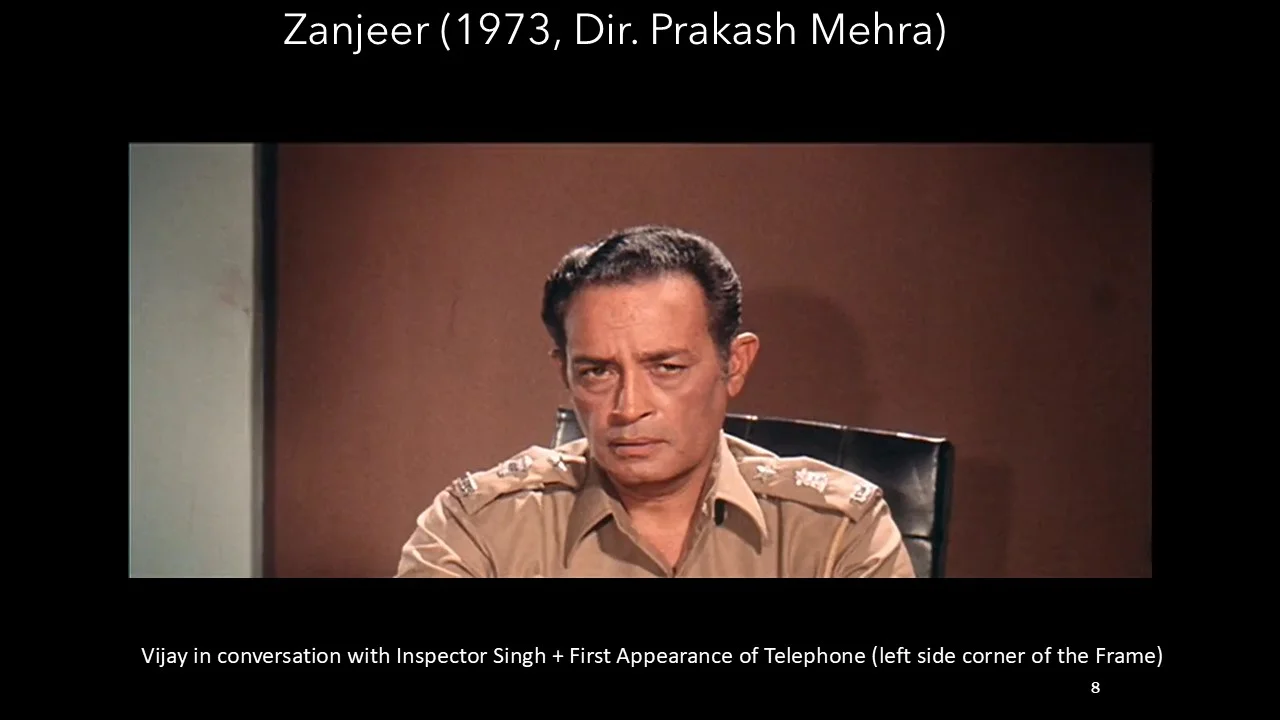 Zanjeer (1973, Dir. Prakash Mehra)
Vijay in conversation with Inspector Singh + First Appearance of Telephone (left side corner of the Frame)
8